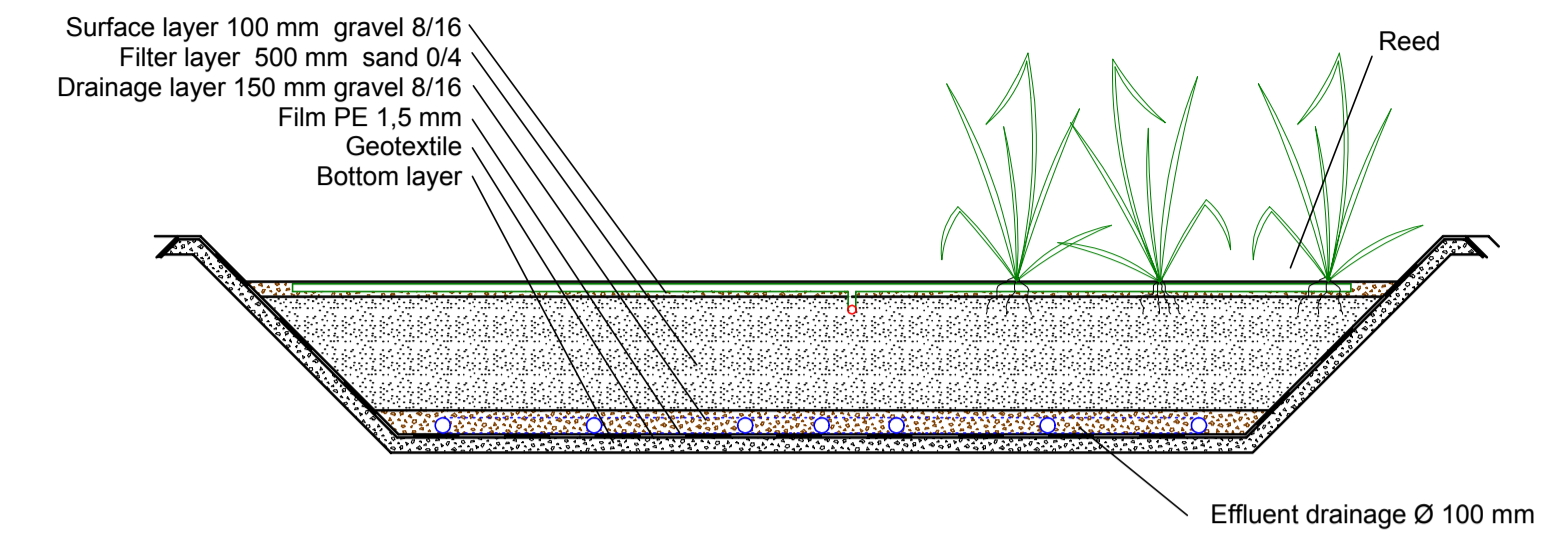 Surface layer 100 mm gravel 8/16
Filter layer 500 mm sand 0/4
Drainage layer 150 mm gravel 8/16
Film PE 1,5 mm
Geotextile
Bottom layer
Reed
Effluent drainage Ø 100 mm